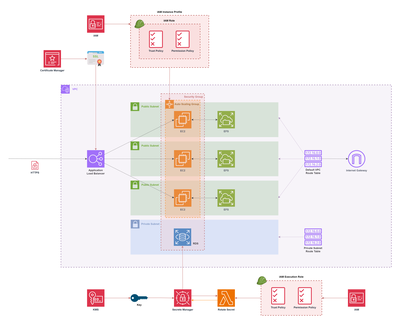 IAM Instance Profile
IAM Role
IAM
Trust Policy
Permission Policy
Certificate Manager
VPC
Security Group
Public Subnet
Auto Scaling Group
EC2
EFS
Public Subnet
HTTPS
Application
Load Balancer
EC2
EFS
Default VPC
Route Table
Internet Gateway
Public Subnet
EC2
EFS
Private Subnet
RDS
Private Subnet
Route Table
IAM Execution Role
KMS
Key
Secrets Manager
Trust Policy
Permission Policy
IAM